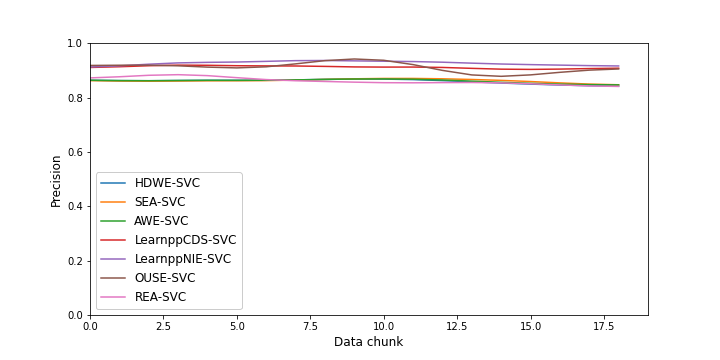 1.0
0.8
0.6
0.4
0.2
0.0
Precision
HDWE-SVC
SEA-SVC
AWE-SVC
LearnppCDS-SVC
LearnppNIE-SVC
OUSE-SVC
REA-SVC
0.0 2.5 5.0 7.5 10.0 12.5 15.0 17.5
Data chunk